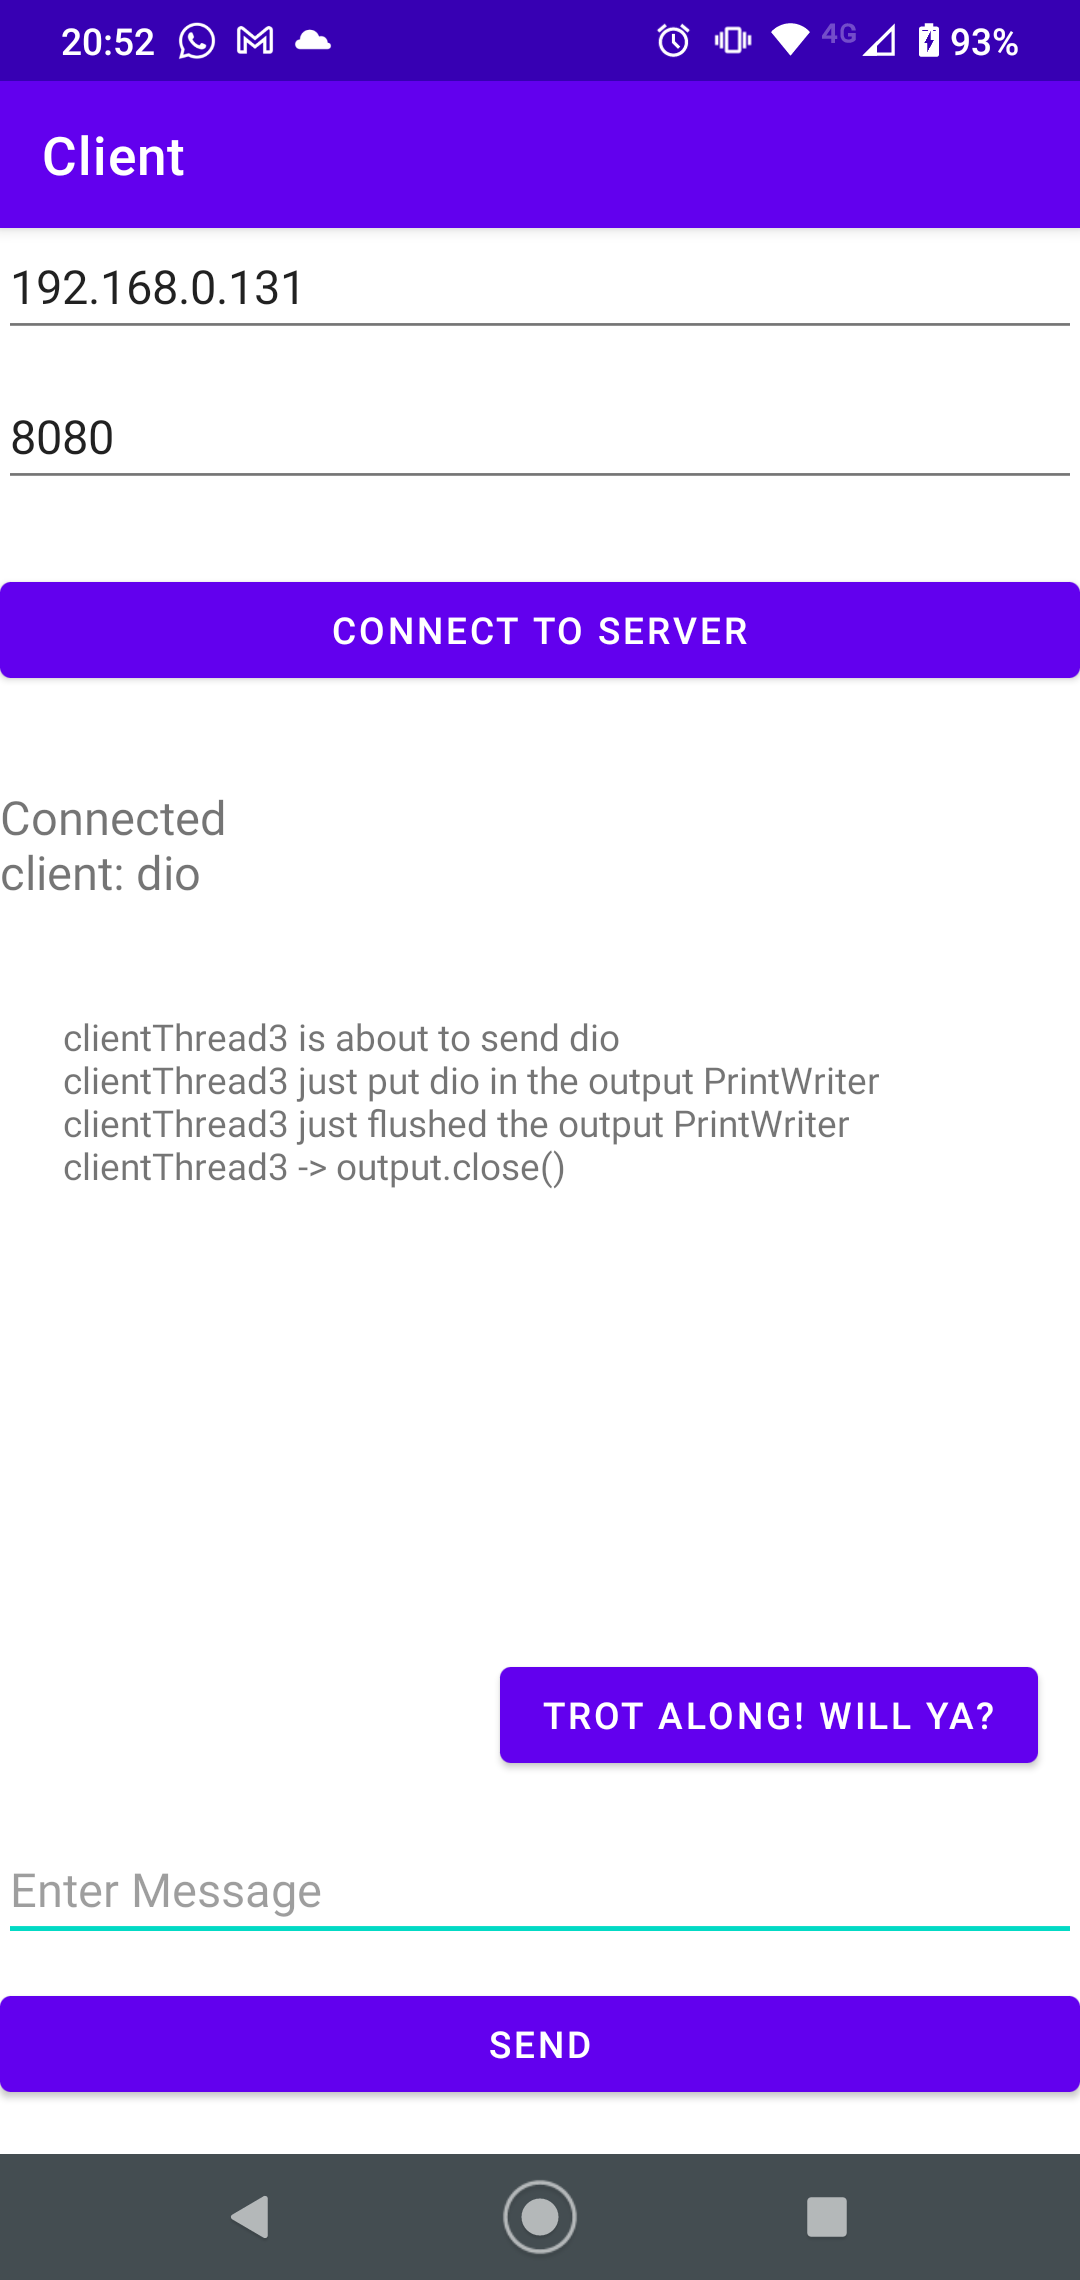 20:52 4G 93%
Client
192.168.0.131
8080
CONNECT TO SERVER
Connected
client: dio
clientThread3 is about to send dio
clientThread3 just put dio in the output PrintWriter
clientThread3 just flushed the output PrintWriter
clientThread3 -> output.close()
TROT ALONG! WILL YA?
Enter Message
SEND